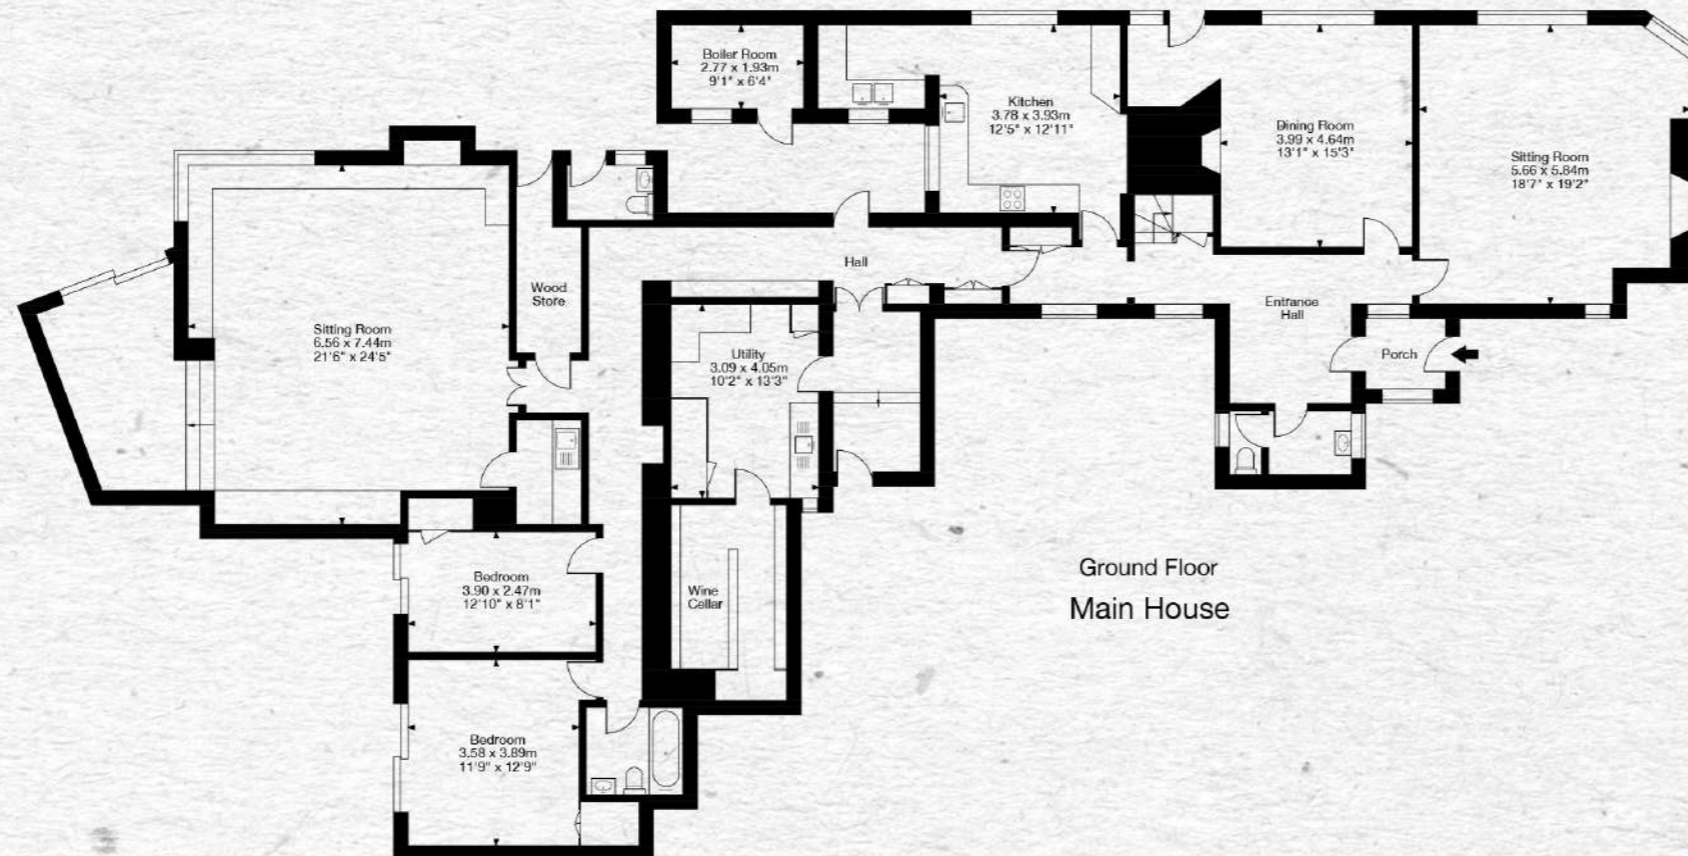 Boiler Room
2.77 x 1.93m
9'1" x 6'4"
Kitchen
3.78 x 3.93m
12'5" x 12'11"
Dining Room
3.99 x 4.64m
13'1" x 15'3"
Sitting Room
5.66 x 5.84m
18'7" x 19'2"
Hall
Wood
Store
Entrance
Hall
Sitting Room
6.56 x 7.44m
21'6" x 24'5"
Utility
3.09 x 4.05m
10'2" x 13'3"
Porch
Bedroom
3.90 x 2.47m
12'10" x 8'1"
Wine
Cellar
Ground Floor
Main House
Bedroom
3.58 x 3.89m
11'9" x 12'9"